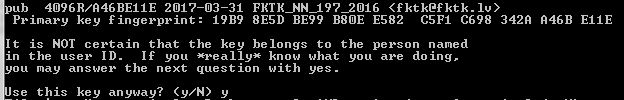 pub  4096R/A46BE11E 2017-03-31 FKTK_NN_197_2016 <fktk@fktk.lv>
 Primary key fingerprint: 19B9 8E5D BE99 B80E E582  C5F1 C698 342A A46B E11E
It is NOT certain that the key belongs to the person named
in the user ID.  If you *really* know what you are doing,
you may answer the next question with yes.
Use this key anyway? (y/N) y